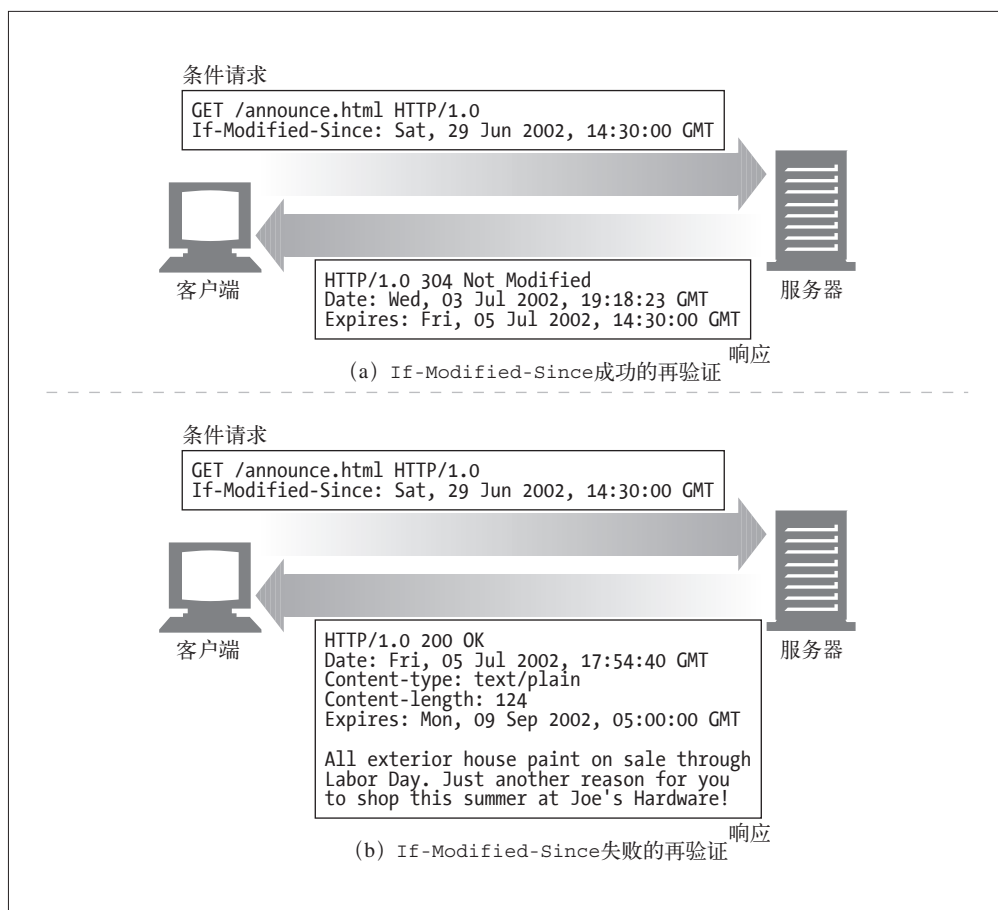 条件请求
GET /announce.html HTTP/1.0
If-Modified-Since: Sat, 29 Jun 2002, 14:30:00 GMT
客户端
服务器
HTTP/1.0 304 Not Modified
Date: Wed, 03 Jul 2002, 19:18:23 GMT
Expires: Fri, 05 Jul 2002, 14:30:00 GMT
响应
(a) If-Modified-Since成功的再验证
条件请求
GET /announce.html HTTP/1.0
If-Modified-Since: Sat, 29 Jun 2002, 14:30:00 GMT
客户端
服务器
HTTP/1.0 200 OK
Date: Fri, 05 Jul 2002, 17:54:40 GMT
Content-type: text/plain
Content-length: 124
Expires: Mon, 09 Sep 2002, 05:00:00 GMT
All exterior house paint on sale through
Labor Day. Just another reason for you
to shop this summer at Joe's Hardware!
响应
(b) If-Modified-Since失败的再验证